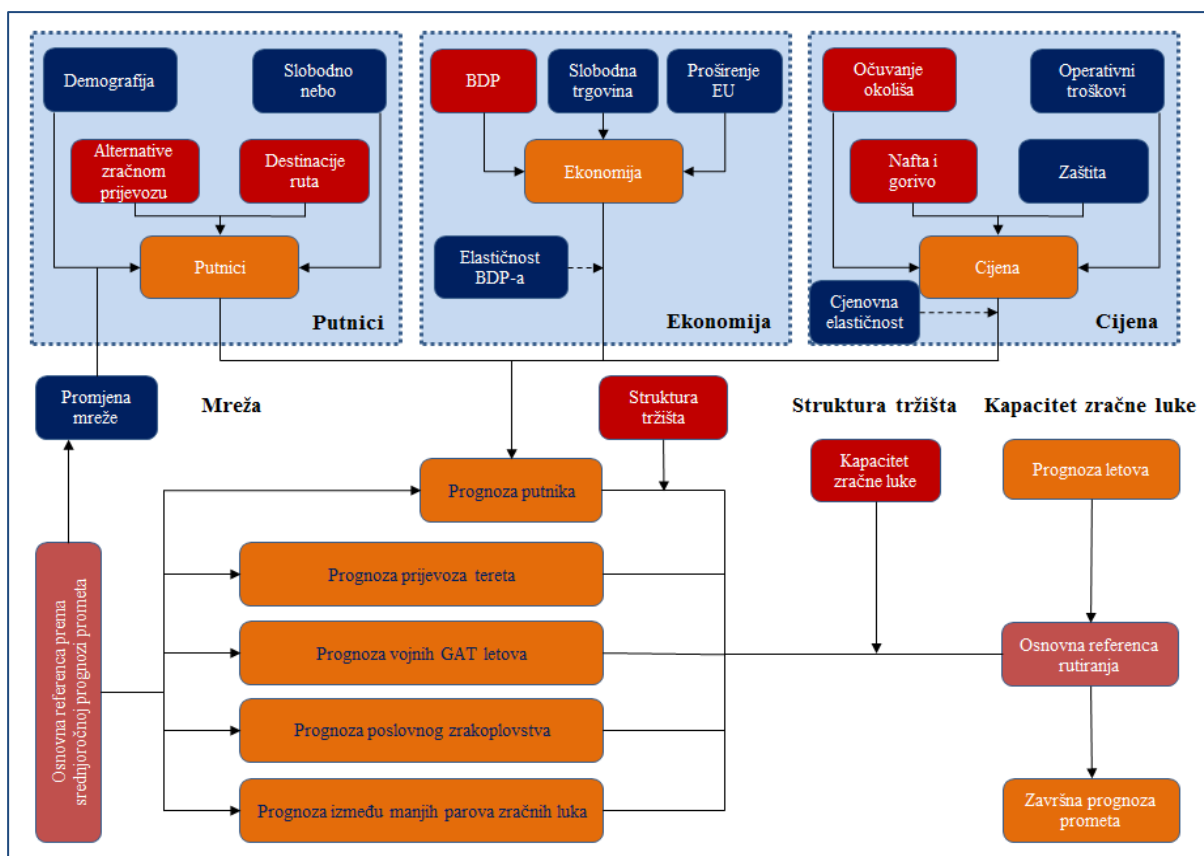 Demografija
Slobodno
nebo
Alternative
zračnom
prijevozu
Destinacije
ruta
Putnici
Putnici
BDP
Slobodna
trgovina
Proširenje
EU
Ekonomija
Elastičnost
BDP-a
Ekonomija
Očuvanje
okoliša
Operativni
troškovi
Nafta i
gorivo
Zaštita
Cijena
Cjenovna
elastičnost
Cijena
Promjena
mreže
Mreža
Struktura
tržišta
Struktura tržišta
Kapacitet zračne luke
Kapacitet
zračne luke
Prognoza letova
Prognoza putnika
Osnovna referenca prema
srednjoročnoj prognozi prometa
Prognoza prijevoza tereta
Prognoza vojnih GAT letova
Osnovna referenca
rutiranja
Prognoza poslovnog zrakoplovstva
Prognoza između manjih parova zračnih luka
Završna prognoza
prometa